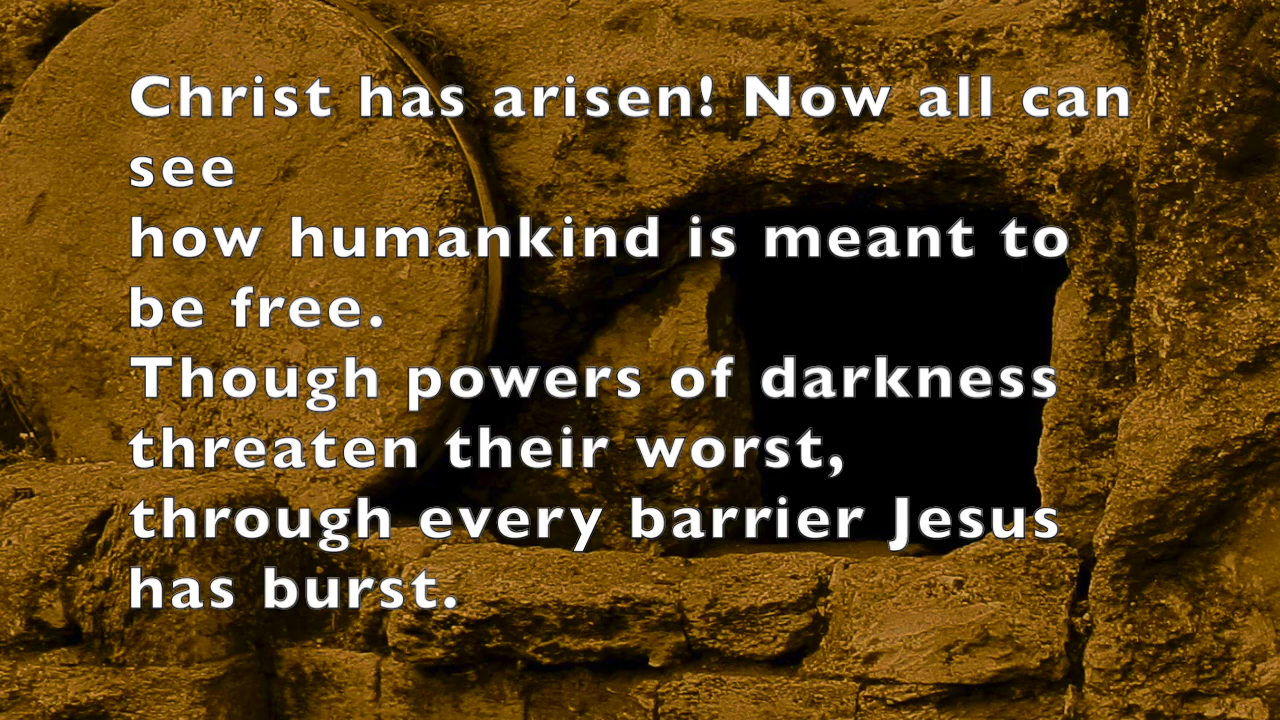 Christ has arisen! Now all can
see
how humankind is meant to
be free.
Though powers of darkness
threaten their worst,
through every barrier Jesus
has burst.